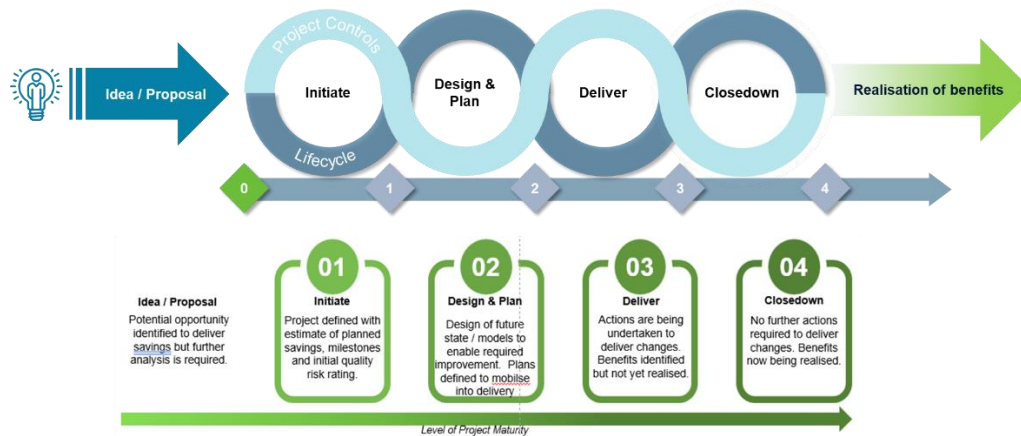 Project Controls
Idea / Proposal
Initiate
Design &
Plan
Deliver
Closedown
Realisation of benefits
Lifecycle
0
1
2
3
4
01
02
03
04
Idea / Proposal
Potential opportunity
identified to deliver
savings but further
analysis is required.
Initiate
Project defined with
estimate of planned
savings, milestones
and initial quality
risk rating.
Design & Plan
Design of future
state / models to
enable required
improvement. Plans
defined to mobilise
into delivery
Deliver
Actions are being
undertaken to
deliver changes.
Benefits identified
but not yet realised.
Closedown
No further actions
required to deliver
changes. Benefits
now being realised.
Level of Project Maturity